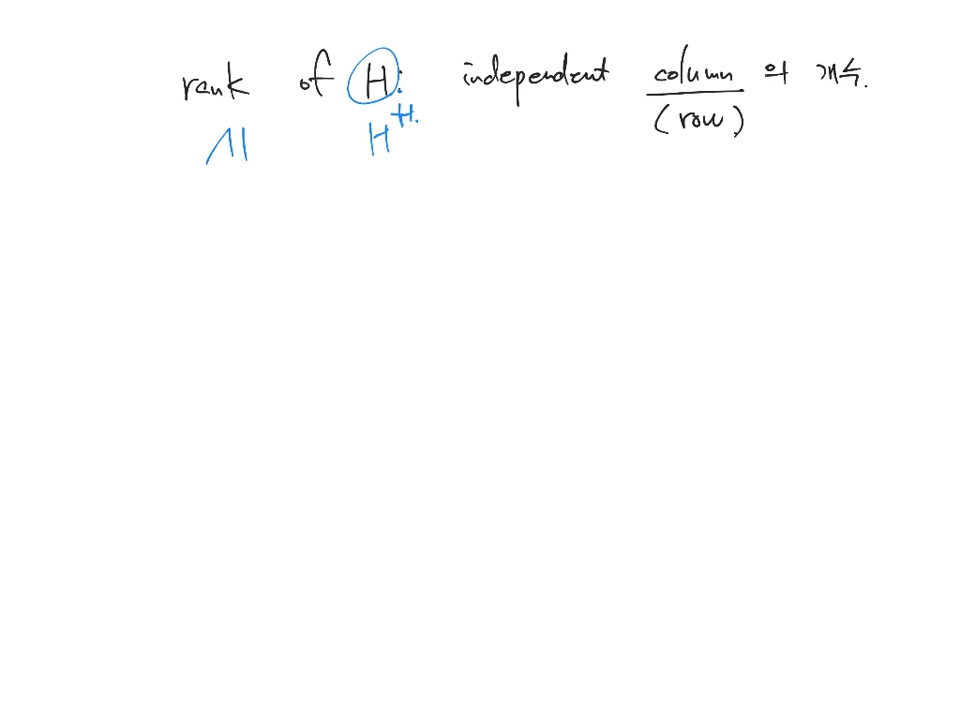 rank of H: independent column 의 개수.
(row)
H^H.